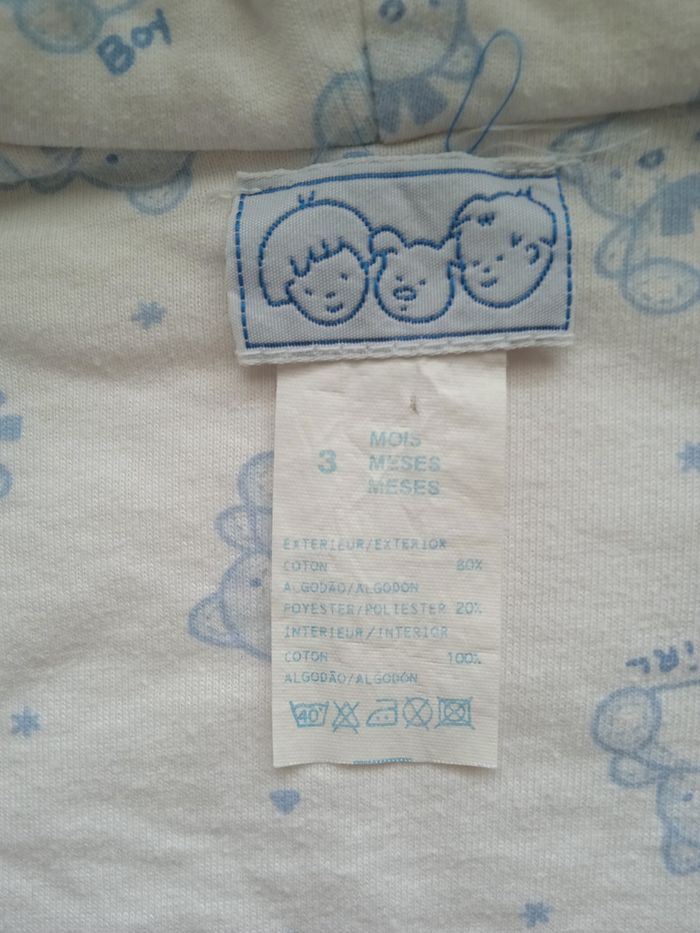 BOY
3 MOIS
MESES
MESES
EXTERIEUR/EXTERIOR
COTON 80%
ALGODÃO/ALGODON
POYESTER/POLIESTER 20%
INTERIEUR/INTERIOR
COTON 100%
ALGODÃO/ALGODÓN
40